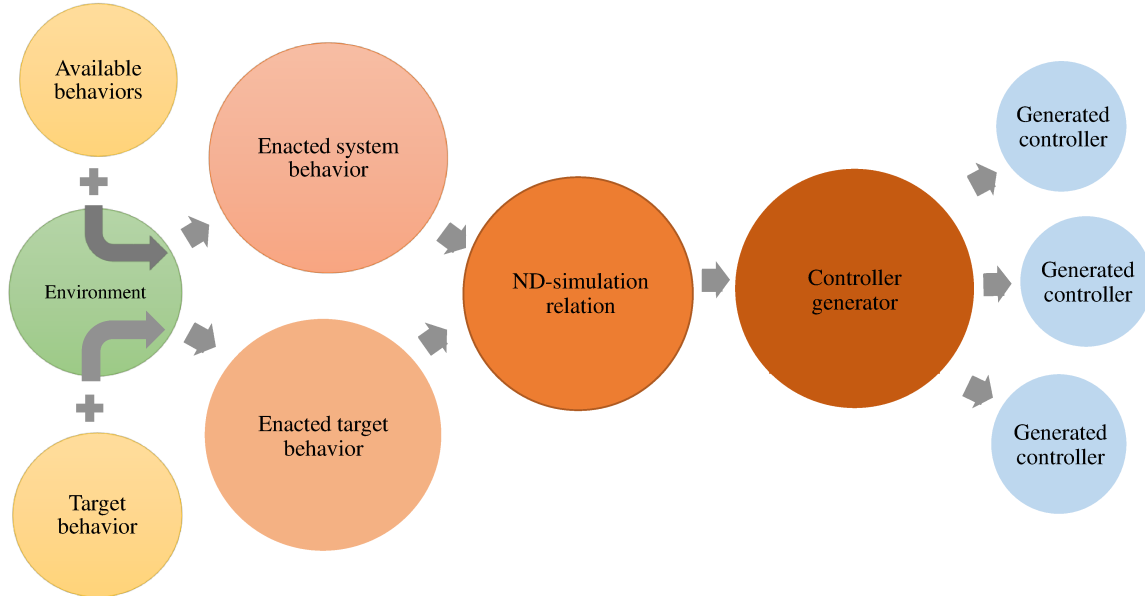 Available
behaviors
Environment
Target
behavior
Enacted system
behavior
Enacted target
behavior
ND-simulation
relation
Controller
generator
Generated
controller
Generated
controller
Generated
controller